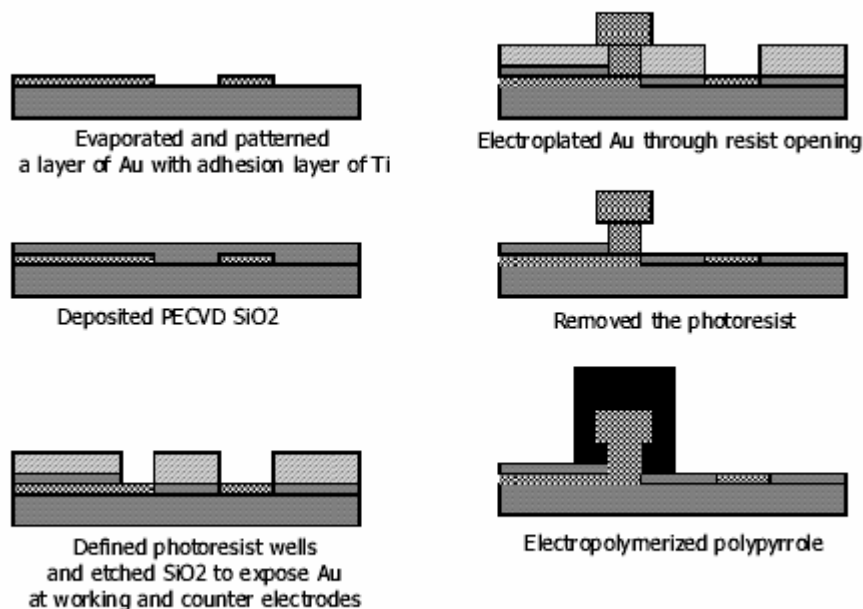 Evaporated and patterned
a layer of Au with adhesion layer of Ti
Deposited PECVD SiO2
Defined photoresist wells
and etched SiO2 to expose Au
at working and counter electrodes
Electroplated Au through resist opening
Removed the photoresist
Electropolymerized polypyrrole